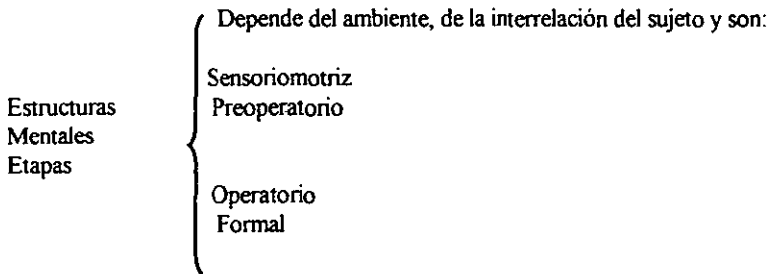 Depende del ambiente, de la interrelación del sujeto y son:
Estructuras
Mentales
Etapas
Sensoriomotriz
Preoperatorio
Operatorio
Formal